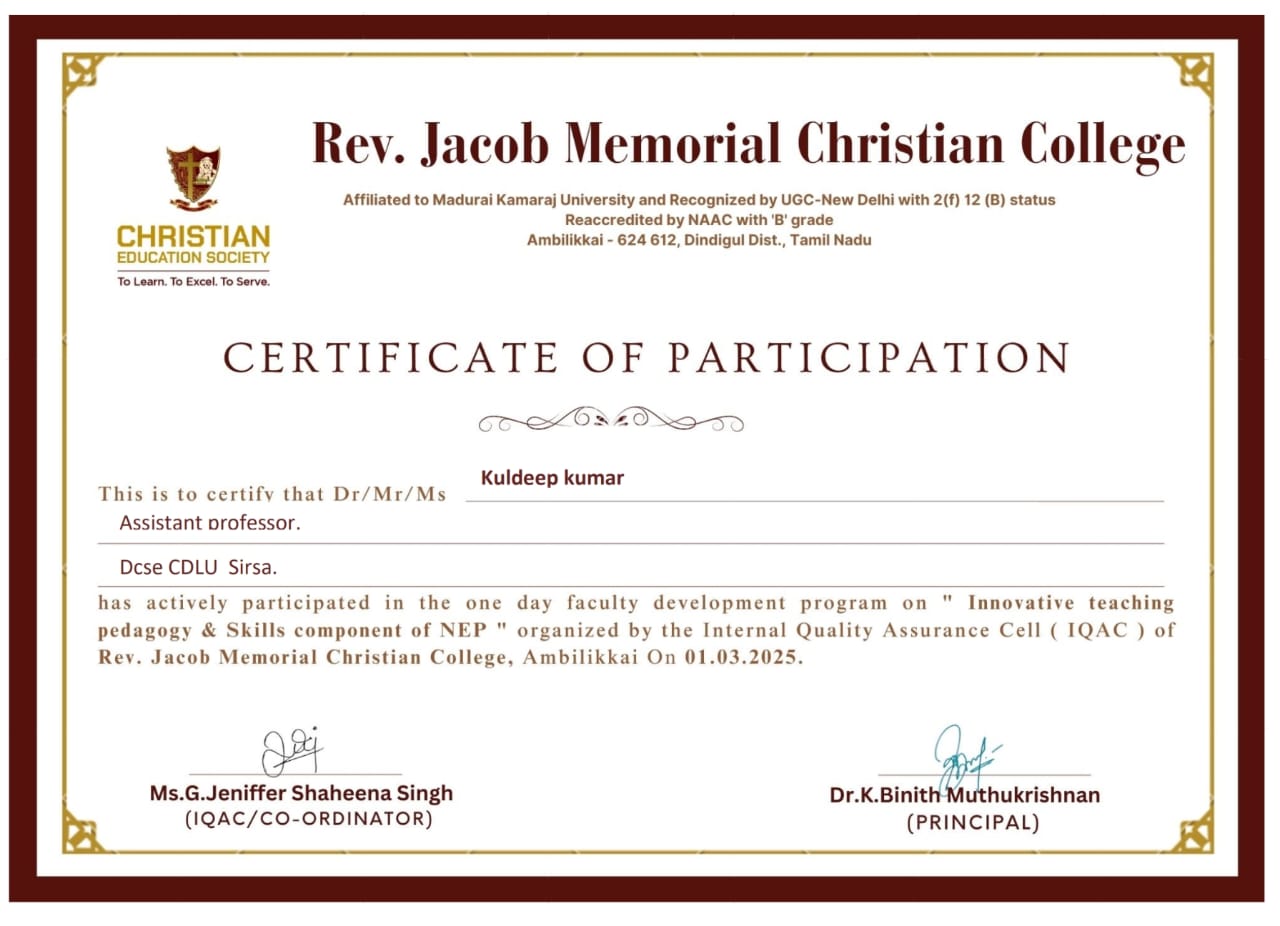 Rev. Jacob Memorial Christian College
Affiliated to Madurai Kamaraj University and Recognized by UGC-New Delhi with 2(f) 12 (B) status
Reaccredited by NAAC with 'B' grade
Ambilikkai - 624 612, Dindigul Dist., Tamil Nadu
CHRISTIAN
EDUCATION SOCIETY
To Learn. To Excel. To Serve.
CERTIFICATE OF PARTICIPATION
This is to certify that Dr/Mr/Ms Kuldeep kumar
Assistant professor.
Dcse CDLU Sirsa.
has actively participated in the one day faculty development program on " Innovative teaching
pedagogy & Skills component of NEP " organized by the Internal Quality Assurance Cell ( IQAC ) of
Rev. Jacob Memorial Christian College, Ambilikkai On 01.03.2025.
Ms.G.Jeniffer Shaheena Singh
(IQAC/CO-ORDINATOR)
Dr.K.Binith Muthukrishnan
(PRINCIPAL)